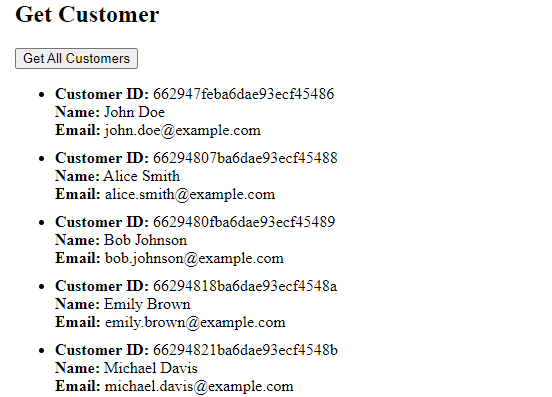 Get Customer
Get All Customers
Customer ID: 662947feba6dae93ecf45486
Name: John Doe
Email: john.doe@example.com
Customer ID: 66294807ba6dae93ecf45488
Name: Alice Smith
Email: alice.smith@example.com
Customer ID: 6629480fba6dae93ecf45489
Name: Bob Johnson
Email: bob.johnson@example.com
Customer ID: 66294818ba6dae93ecf4548a
Name: Emily Brown
Email: emily.brown@example.com
Customer ID: 66294821ba6dae93ecf4548b
Name: Michael Davis
Email: michael.davis@example.com